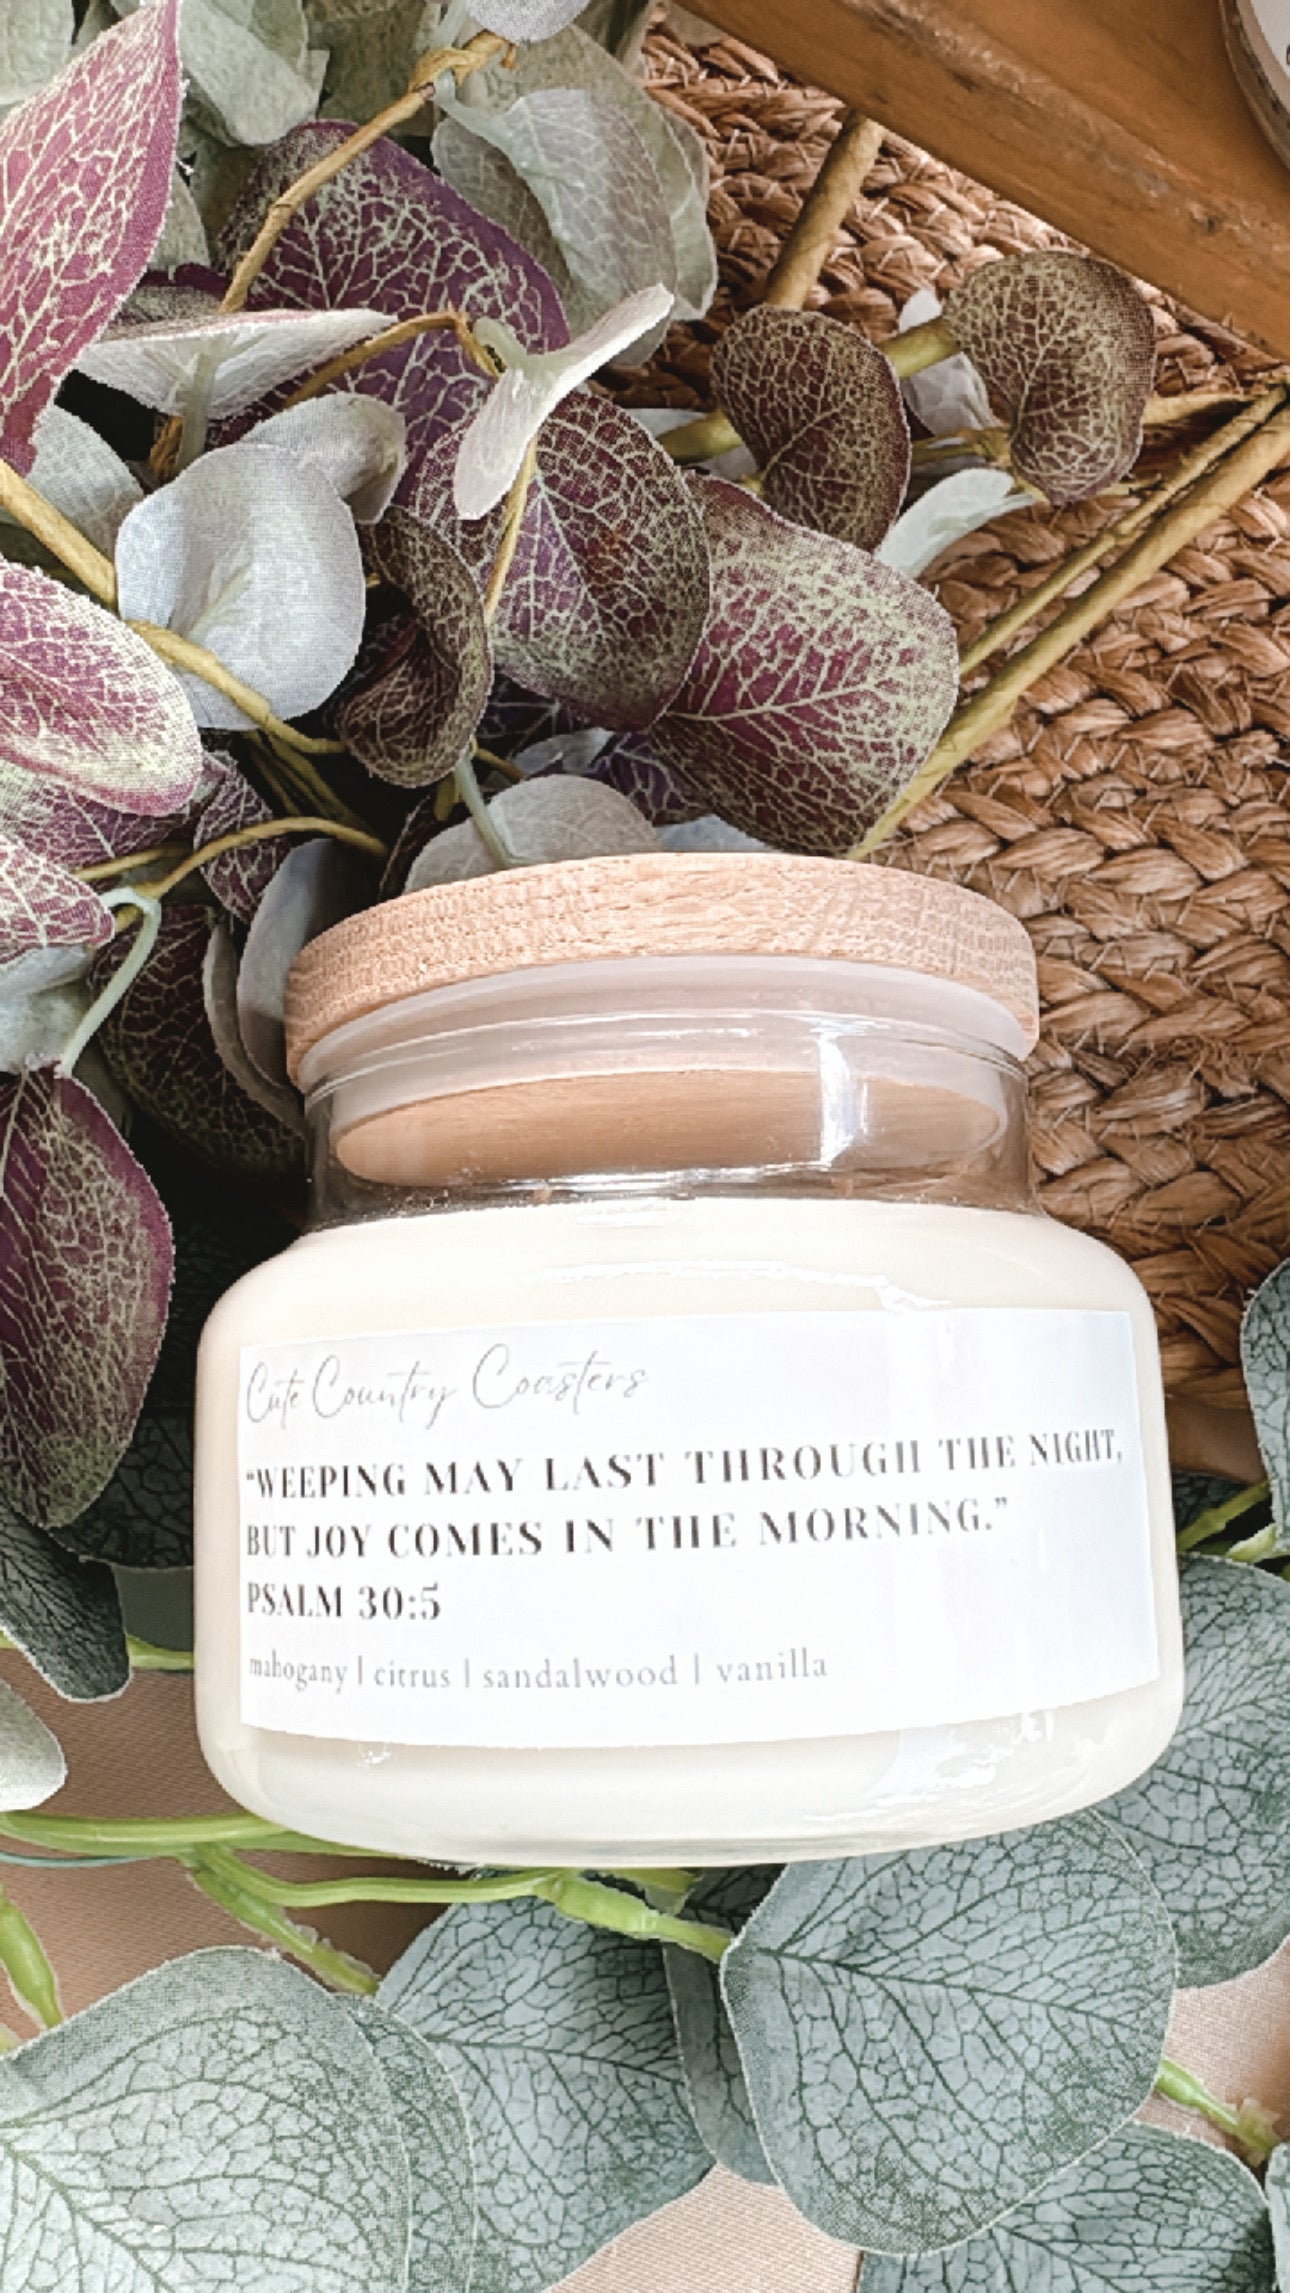 Cute Country Coasters
“WEEPING MAY LAST THROUGH THE NIGHT,
BUT JOY COMES IN THE MORNING.”
PSALM 30:5
mahogany | citrus | sandalwood | vanilla